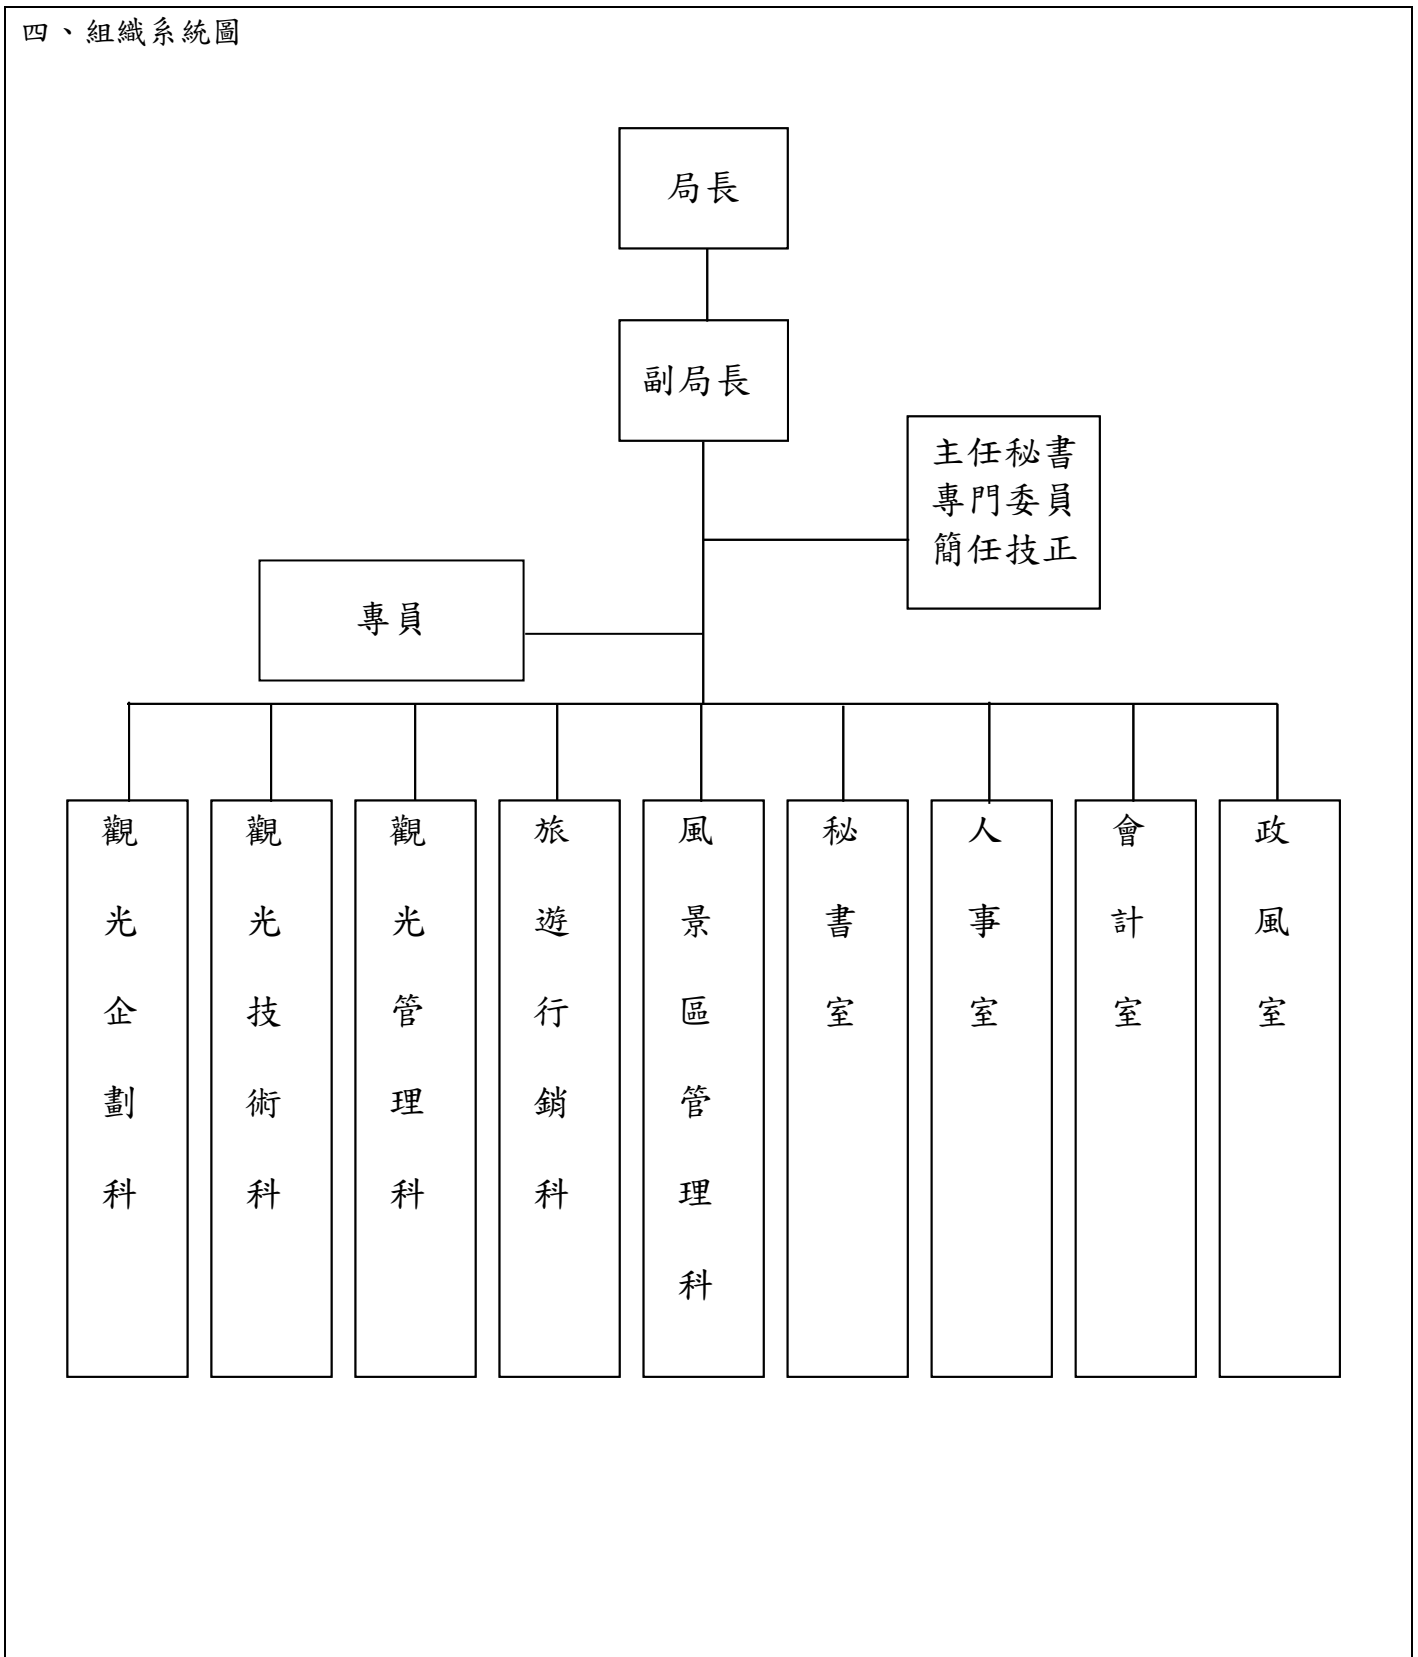 四、組織系統圖
局長
副局長
主任秘書
專門委員
簡任技正
專員
觀光企劃科
觀光技術科
觀光管理科
旅遊行銷科
風景區管理科
秘書室
人事室
會計室
政風室